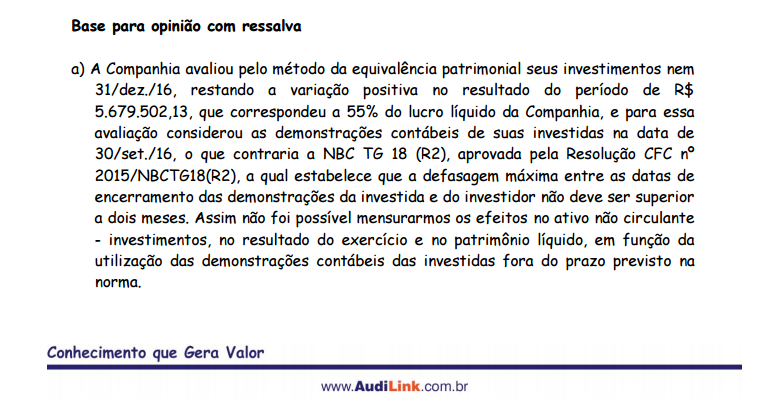 Base para opinião com ressalva
a) A Companhia avaliou pelo método da equivalência patrimonial seus investimentos nem
31/dez./16, restando a variação positiva no resultado do período de R$
5.679.502,13, que correspondeu a 55% do lucro líquido da Companhia, e para essa
avaliação considerou as demonstrações contábeis de suas investidas na data de
30/set./16, o que contraria a NBC TG 18 (R2), aprovada pela Resolução CFC nº
2015/NBCTG18(R2), a qual estabelece que a defasagem máxima entre as datas de
encerramento das demonstrações da investida e do investidor não deve ser superior
a dois meses. Assim não foi possível mensurarmos os efeitos no ativo não circulante
- investimentos, no resultado do exercício e no patrimônio líquido, em função da
utilização das demonstrações contábeis das investidas fora do prazo previsto na
norma.
Conhecimento que Gera Valor
www.AudiLink.com.br